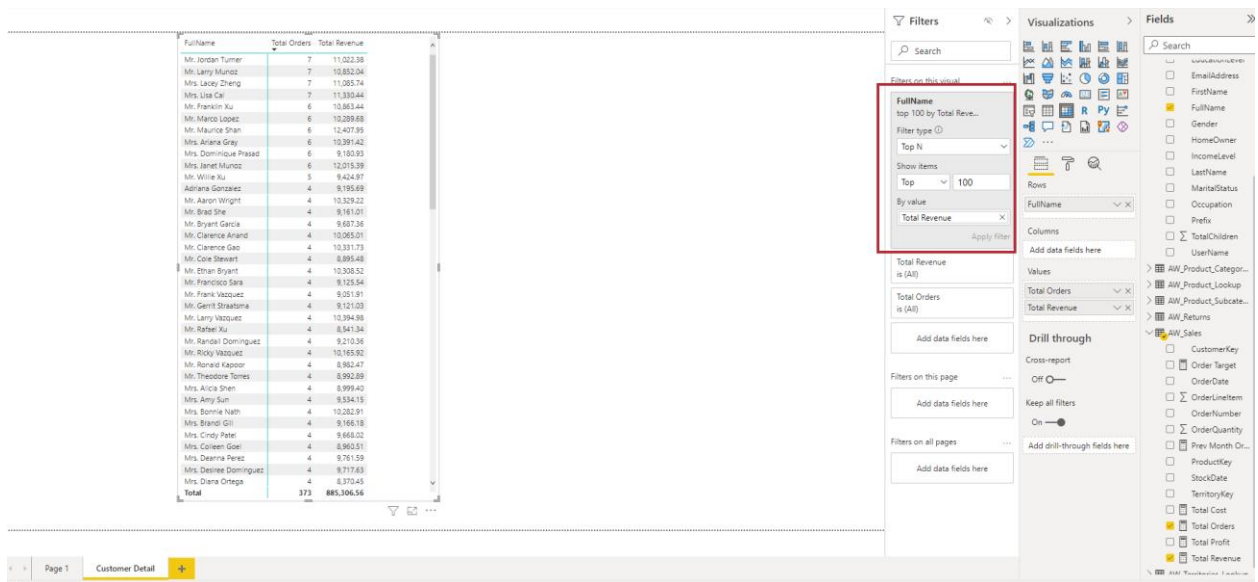 FullName Total Orders Total Revenue
Mr. Jordan Turner 7 11,022.38
Mr. Larry Munoz 7 10,852.04
Mrs. Lacey Zheng 7 11,085.74
Mrs. Lisa Cai 7 11,330.44
Mr. Franklin Xu 6 10,863.44
Mr. Marco Lopez 6 10,289.68
Mr. Maurice Shan 6 12,407.95
Mrs. Ariana Gray 6 10,391.42
Mrs. Dominique Prasad 6 9,180.93
Mrs. Janet Munoz 6 12,015.39
Mr. Willie Xu 5 9,424.97
Adriana Gonzalez 4 9,195.69
Mr. Aaron Wright 4 10,329.22
Mr. Brad She 4 9,161.01
Mr. Bryant Garcia 4 9,687.36
Mr. Clarence Anand 4 10,065.01
Mr. Clarence Gao 4 10,331.73
Mr. Cole Stewart 4 8,895.48
Mr. Ethan Bryant 4 10,308.52
Mr. Francisco Sara 4 9,125.54
Mr. Frank Vazquez 4 9,051.91
Mr. Gerrit Straatsma 4 9,121.03
Mr. Larry Vazquez 4 10,394.98
Mr. Rafael Xu 4 8,541.34
Mr. Randall Dominguez 4 9,210.36
Mr. Ricky Vazquez 4 10,165.92
Mr. Ronald Kapoor 4 8,982.47
Mr. Theodore Torres 4 8,992.89
Mrs. Alicia Shen 4 8,999.40
Mrs. Amy Sun 4 9,534.15
Mrs. Bonnie Nath 4 10,282.91
Mrs. Brandi Gill 4 9,166.18
Mrs. Cindy Patel 4 9,668.02
Mrs. Colleen Goel 4 8,960.51
Mrs. Deanna Perez 4 9,761.59
Mrs. Desiree Dominguez 4 9,717.63
Mrs. Diana Ortega 4 8,370.45
Total 373 885,306.56
Page 1
Customer Detail
Filters
Search
Filters on this visual
FullName
top 100 by Total Reve...
Filter type
Top N
Show items
Top 100
By value
Total Revenue
Apply filter
Total Revenue
is (All)
Total Orders
is (All)
Add data fields here
Filters on this page
Add data fields here
Filters on all pages
Add data fields here
Visualizations
R Py
Rows
FullName
Columns
Add data fields here
Values
Total Orders
Total Revenue
Drill through
Cross-report
Off
Keep all filters
On
Add drill-through fields here
Fields
Search
EmailAddress
FirstName
FullName
Gender
HomeOwner
IncomeLevel
LastName
MaritalStatus
Occupation
Prefix
TotalChildren
UserName
AW_Product_Categor...
AW_Product_Lookup
AW_Product_Subcate...
AW_Returns
AW_Sales
CustomerKey
Order Target
OrderDate
OrderLineItem
OrderNumber
OrderQuantity
Prev Month Or...
ProductKey
StockDate
TerritoryKey
Total Cost
Total Orders
Total Profit
Total Revenue